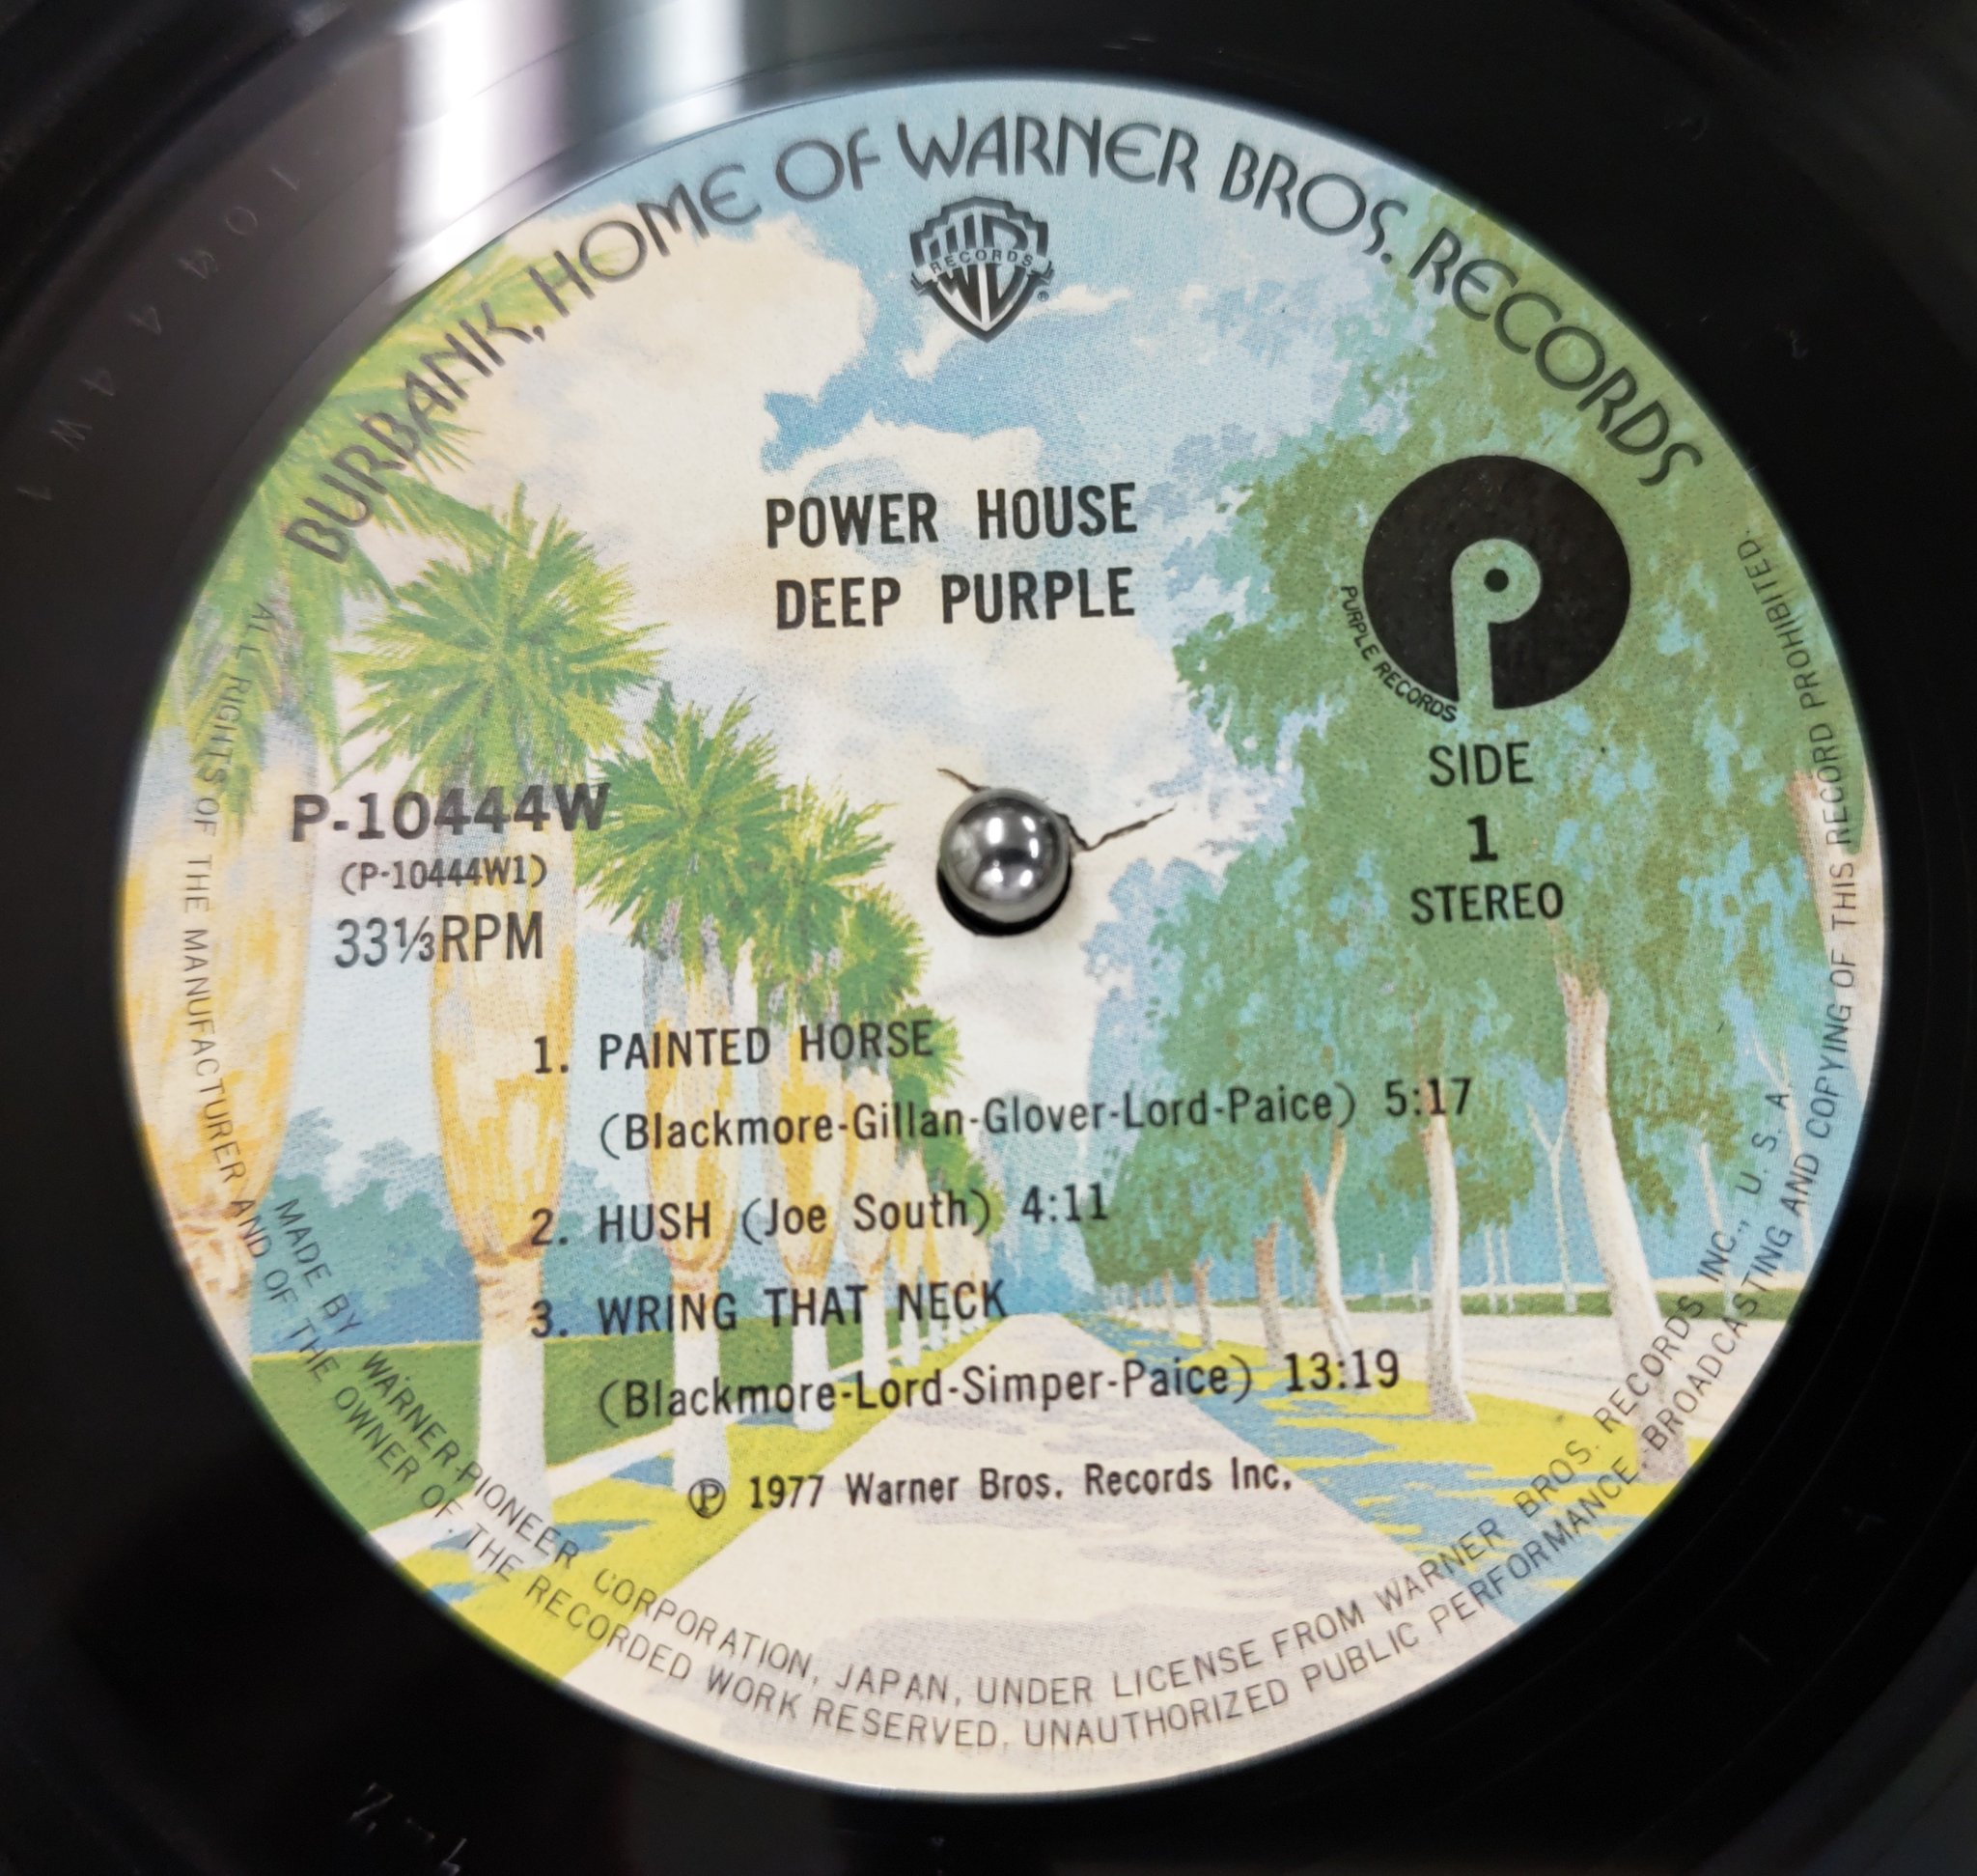 BURBANK, HOME OF WARNER BROS. RECORDS
WB
RECORDS
®
POWER HOUSE
DEEP PURPLE
P
PURPLE RECORDS
P-10444W
(P-10444W1)
33⅓RPM
SIDE
1
STEREO
1. PAINTED HORSE
(Blackmore-Gillan-Glover-Lord-Paice) 5:17
2. HUSH (Joe South) 4:11
3. WRING THAT NECK
(Blackmore-Lord-Simper-Paice) 13:19
Ⓟ 1977 Warner Bros. Records Inc.
MADE BY WARNER-PIONEER CORPORATION, JAPAN, UNDER LICENSE FROM WARNER BROS. RECORDS INC., U. S. A.
ALL RIGHTS OF THE MANUFACTURER AND OF THE OWNER OF THE RECORDED WORK RESERVED. UNAUTHORIZED PUBLIC PERFORMANCE, BROADCASTING AND COPYING OF THIS RECORD PROHIBITED.
10444W1